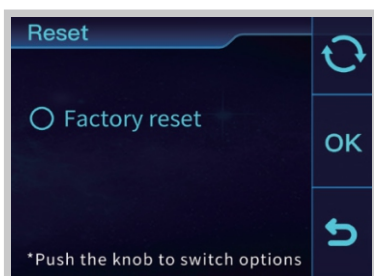 Reset
Factory reset
OK
*Push the knob to switch options